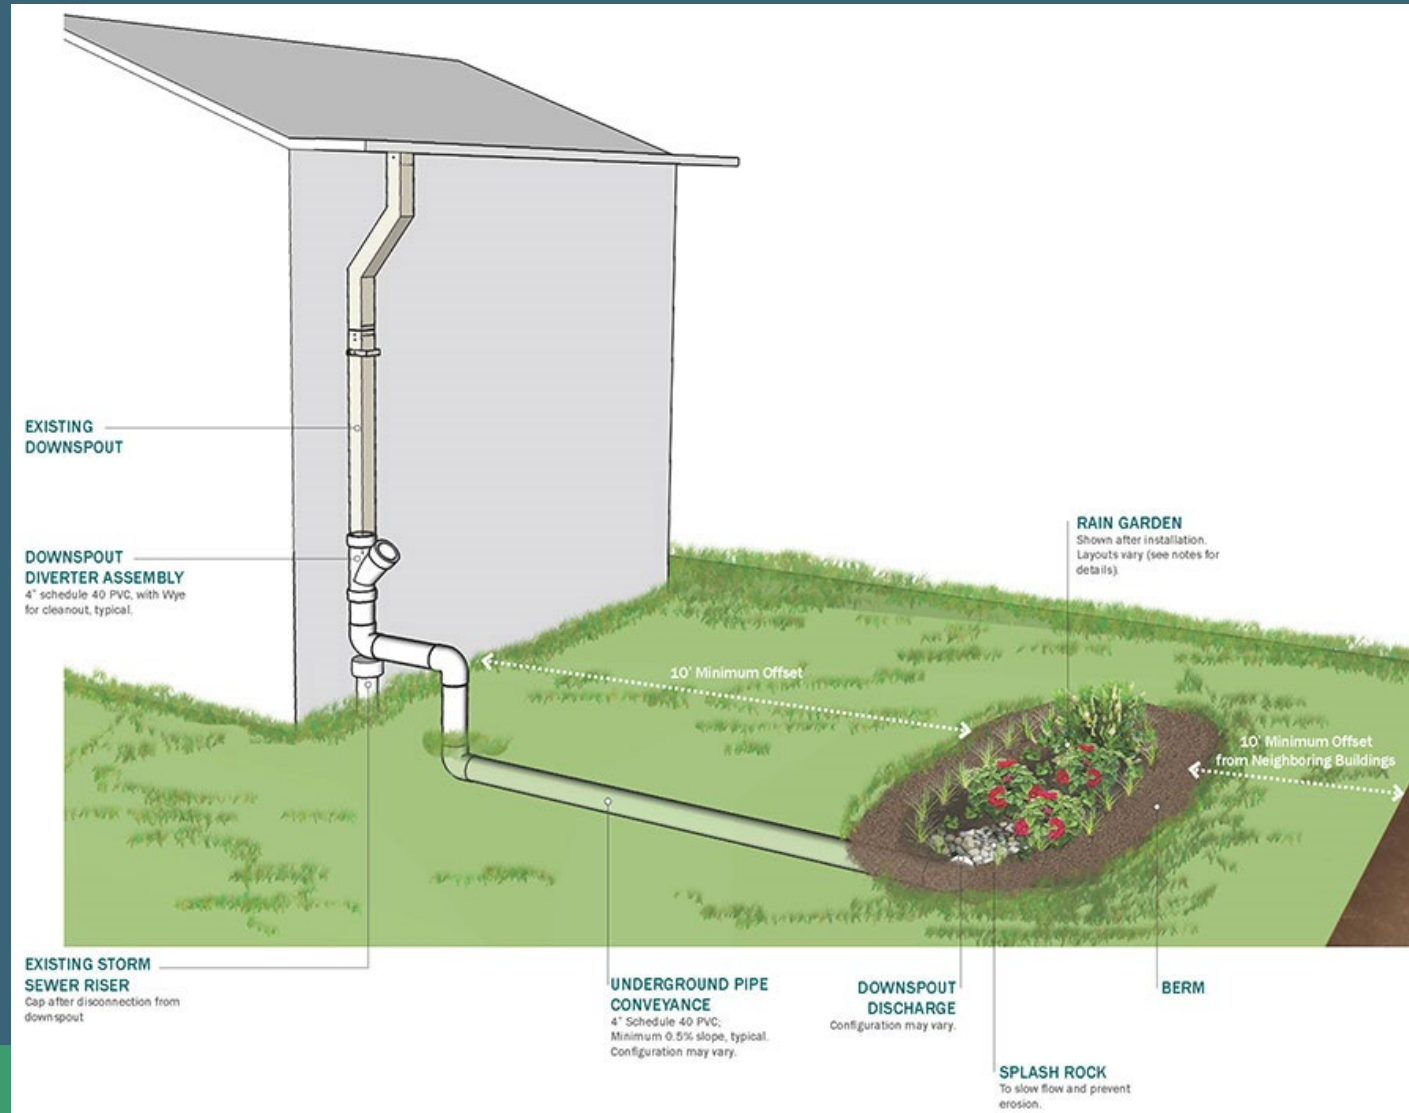 EXISTING
DOWNSPOUT
DOWNSPOUT
DIVERTER ASSEMBLY
4" schedule 40 PVC, with Wye
for cleanout, typical.
RAIN GARDEN
Shown after installation.
Layouts vary (see notes for
details).
10' Minimum Offset
10' Minimum Offset
from Neighboring Buildings
EXISTING STORM
SEWER RISER
Cap after disconnection from
downspout
UNDERGROUND PIPE
CONVEYANCE
4" Schedule 40 PVC;
Minimum 0.5% slope, typical.
Configuration may vary.
DOWNSPOUT
DISCHARGE
Configuration may vary.
BERM
SPLASH ROCK
To slow flow and prevent
erosion.